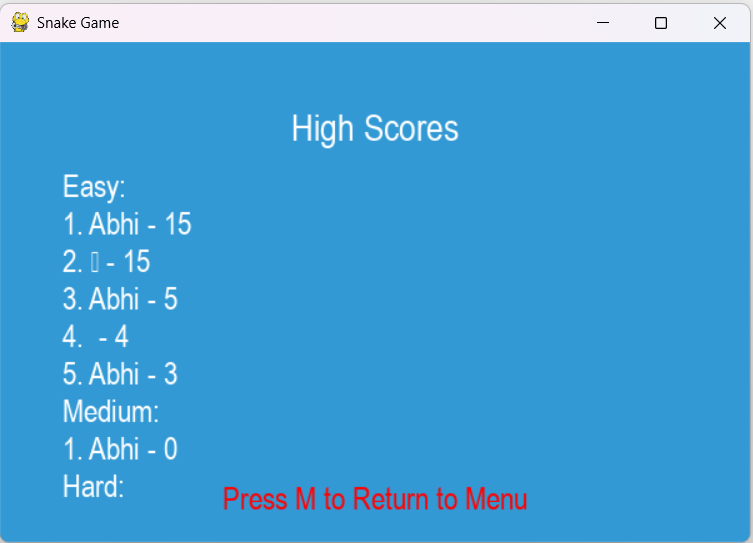 Snake Game
High Scores
Easy:
1. Abhi - 15
2. - 15
3. Abhi - 5
4. - 4
5. Abhi - 3
Medium:
1. Abhi - 0
Hard:
Press M to Return to Menu